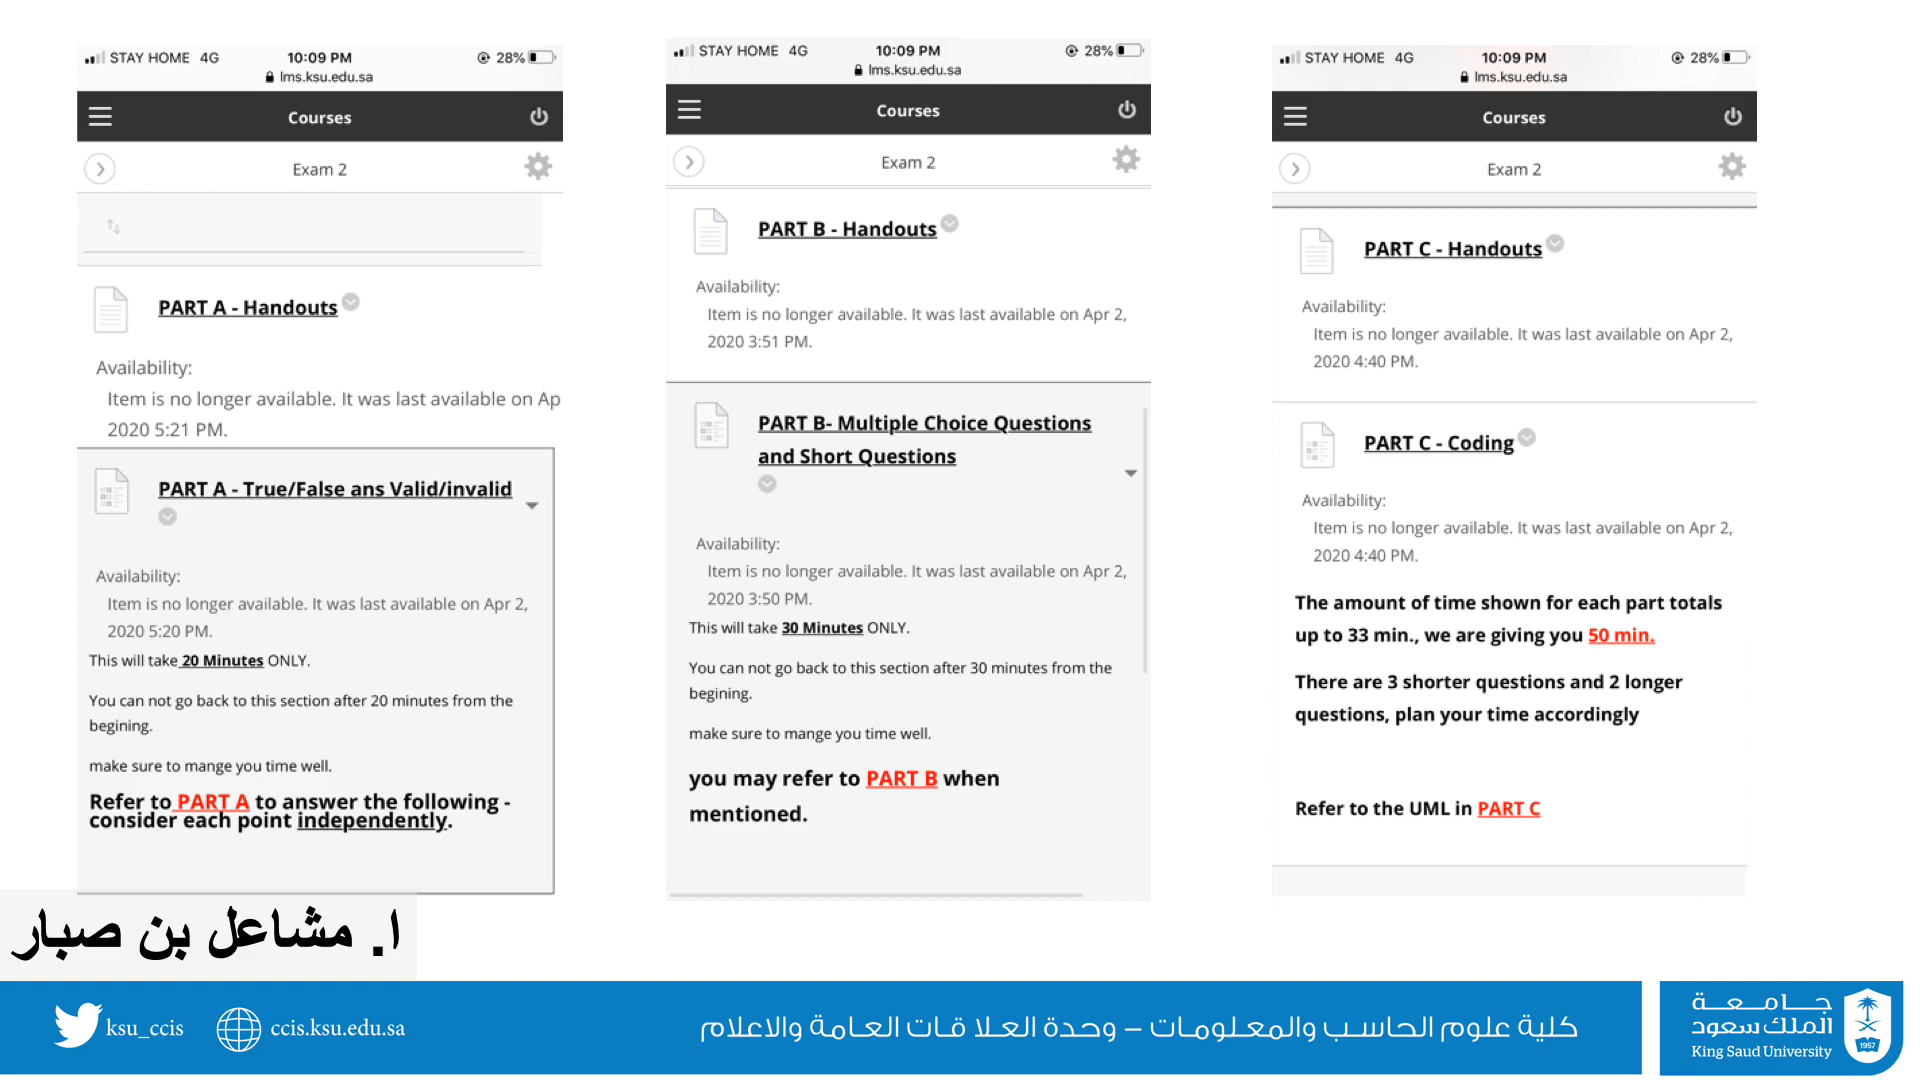 STAY HOME 4G 10:09 PM 28%
lms.ksu.edu.sa
Courses
Exam 2
PART A - Handouts
Availability:
Item is no longer available. It was last available on Ap
2020 5:21 PM.
PART A - True/False ans Valid/invalid
Availability:
Item is no longer available. It was last available on Apr 2,
2020 5:20 PM.
This will take 20 Minutes ONLY.
You can not go back to this section after 20 minutes from the
begining.
make sure to mange you time well.
Refer to PART A to answer the following -
consider each point independently.
STAY HOME 4G 10:09 PM 28%
lms.ksu.edu.sa
Courses
Exam 2
PART B - Handouts
Availability:
Item is no longer available. It was last available on Apr 2,
2020 3:51 PM.
PART B- Multiple Choice Questions
and Short Questions
Availability:
Item is no longer available. It was last available on Apr 2,
2020 3:50 PM.
This will take 30 Minutes ONLY.
You can not go back to this section after 30 minutes from the
begining.
make sure to mange you time well.
you may refer to PART B when
mentioned.
STAY HOME 4G 10:09 PM 28%
lms.ksu.edu.sa
Courses
Exam 2
PART C - Handouts
Availability:
Item is no longer available. It was last available on Apr 2,
2020 4:40 PM.
PART C - Coding
Availability:
Item is no longer available. It was last available on Apr 2,
2020 4:40 PM.
The amount of time shown for each part totals
up to 33 min., we are giving you 50 min.
There are 3 shorter questions and 2 longer
questions, plan your time accordingly
Refer to the UML in PART C
ا. مشاعل بن صبار
ksu_ccis
ccis.ksu.edu.sa
كلية علوم الحاسب والمعلومات – وحدة العلاقات العامة والاعلام
جامعة
الملك سعود
King Saud University
1957